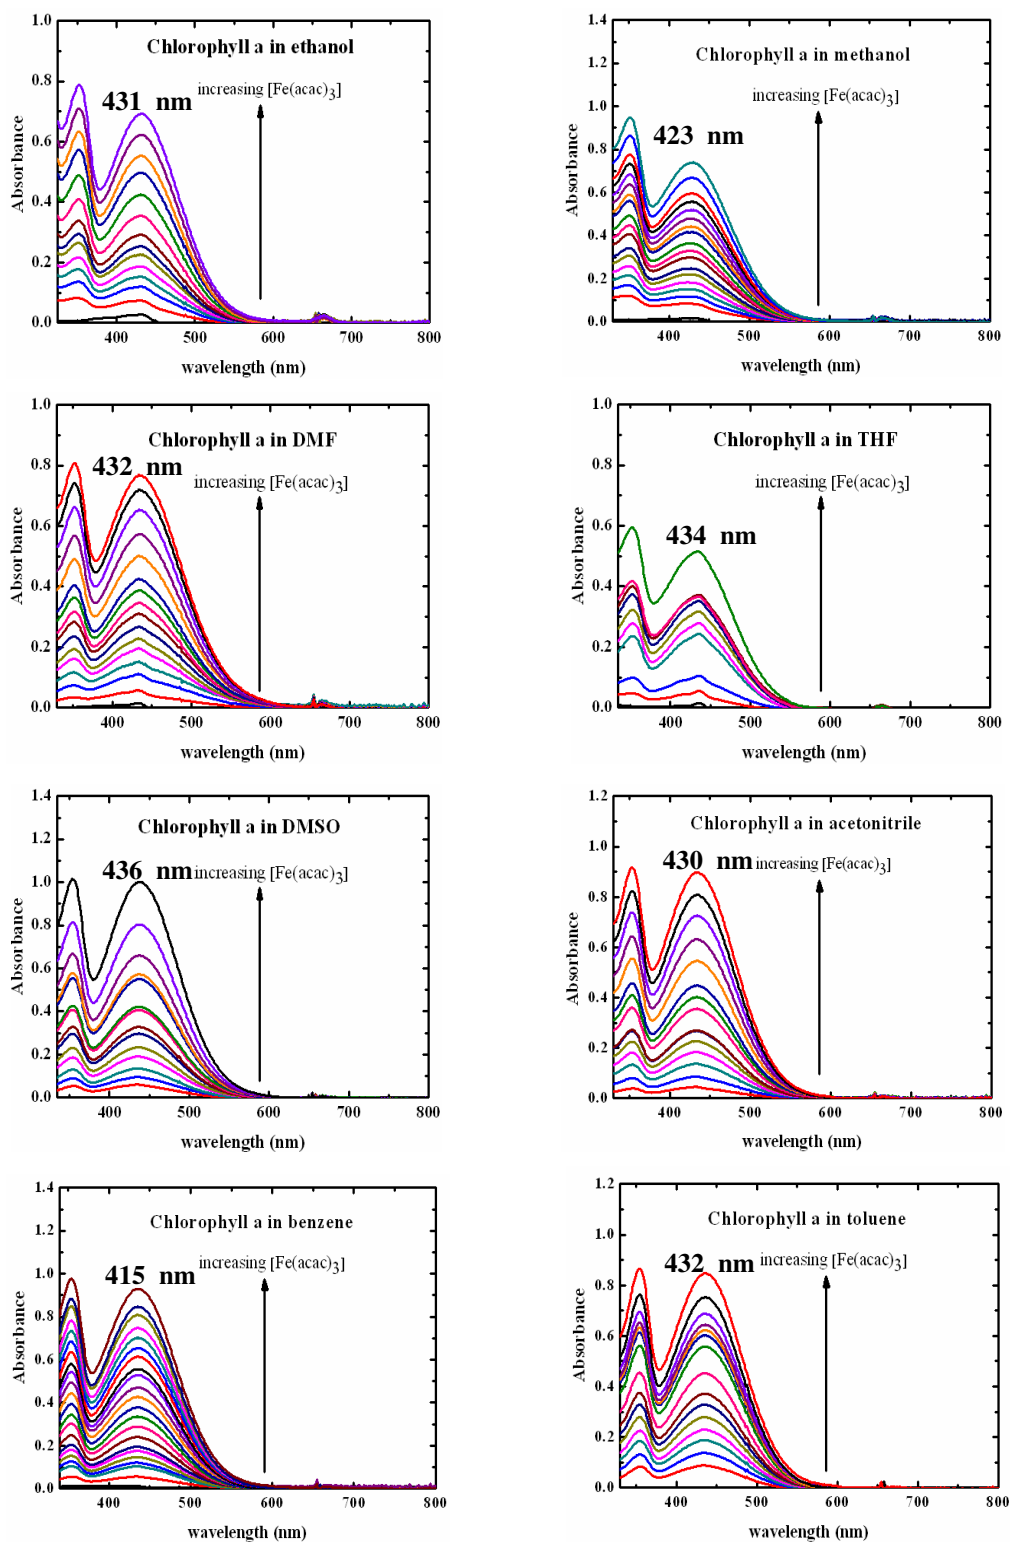 Chlorophyll a in ethanol
431 nm
increasing [Fe(acac)3]
Absorbance
1.0
0.8
0.6
0.4
0.2
0.0
400 500 600 700 800
wavelength (nm)
Chlorophyll a in methanol
423 nm
increasing [Fe(acac)3]
Absorbance
1.4
1.2
1.0
0.8
0.6
0.4
0.2
0.0
400 500 600 700 800
wavelength (nm)
Chlorophyll a in DMF
432 nm
increasing [Fe(acac)3]
Absorbance
1.0
0.8
0.6
0.4
0.2
0.0
400 500 600 700 800
wavelength (nm)
Chlorophyll a in THF
434 nm
increasing [Fe(acac)3]
Absorbance
1.0
0.8
0.6
0.4
0.2
0.0
400 500 600 700 800
wavelength (nm)
Chlorophyll a in DMSO
436 nm
increasing [Fe(acac)3]
Absorbance
1.4
1.2
1.0
0.8
0.6
0.4
0.2
0.0
400 500 600 700 800
wavelength (nm)
Chlorophyll a in acetonitrile
430 nm
increasing [Fe(acac)3]
Absorbance
1.2
1.0
0.8
0.6
0.4
0.2
0.0
400 500 600 700 800
wavelength (nm)
Chlorophyll a in benzene
415 nm
increasing [Fe(acac)3]
Absorbance
1.4
1.2
1.0
0.8
0.6
0.4
0.2
0.0
400 500 600 700 800
wavelength (nm)
Chlorophyll a in toluene
432 nm
increasing [Fe(acac)3]
Absorbance
1.2
1.0
0.8
0.6
0.4
0.2
0.0
400 500 600 700 800
wavelength (nm)